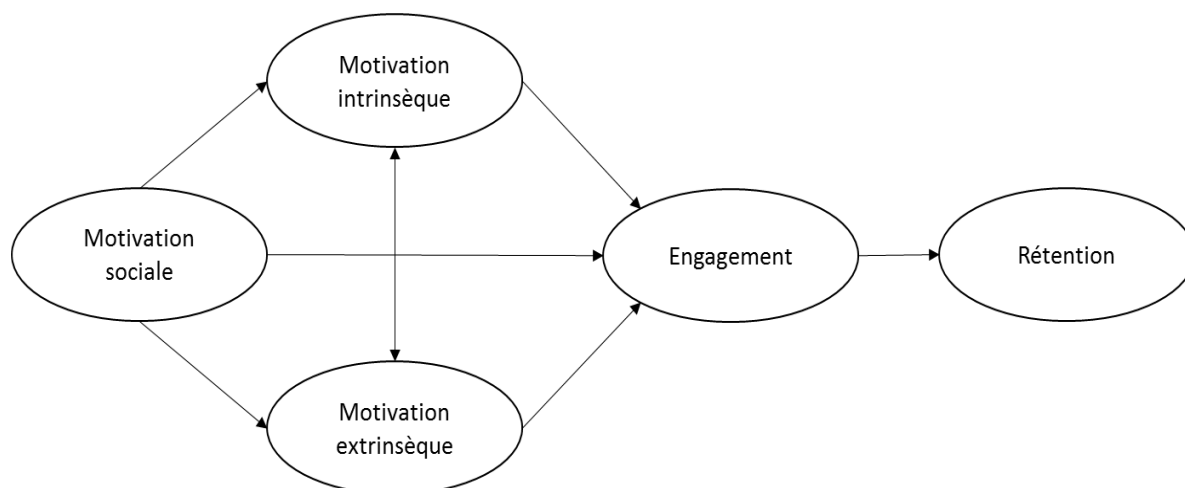 Motivation
intrinsèque
Motivation
sociale
Engagement
Rétention
Motivation
extrinsèque